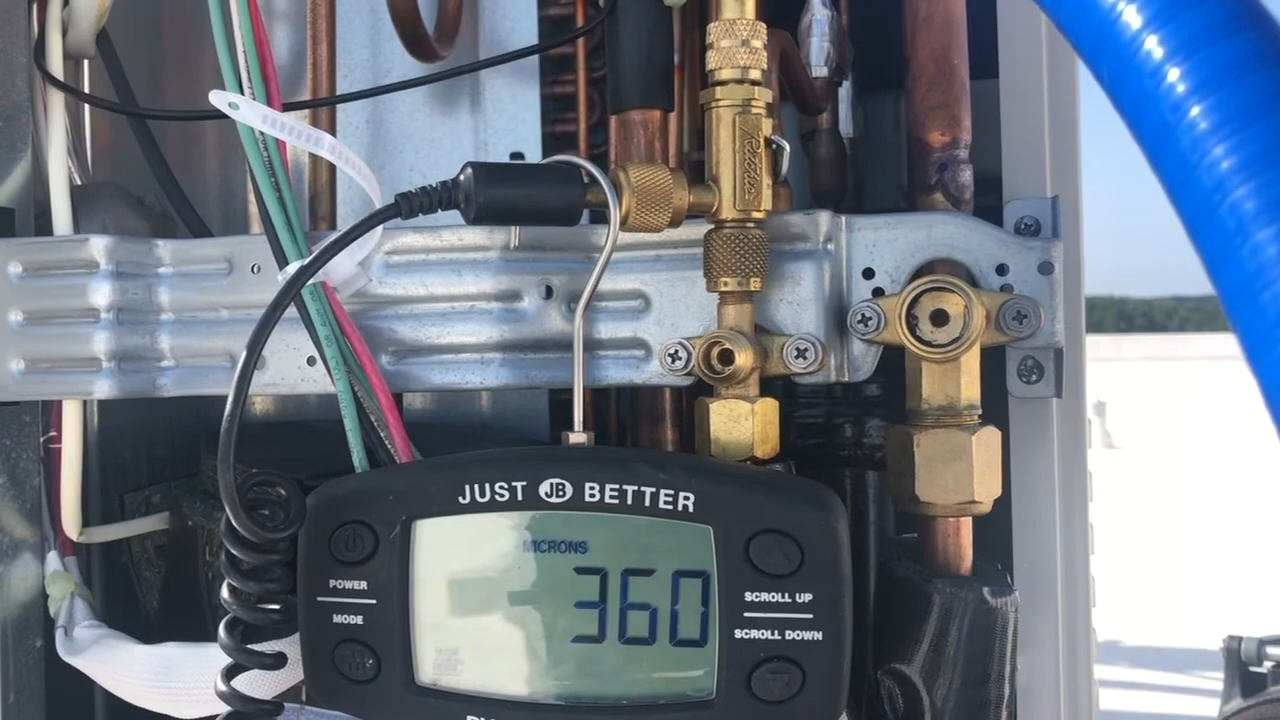 JUST JB BETTER
MICRONS
360
POWER
MODE
SCROLL UP
SCROLL DOWN